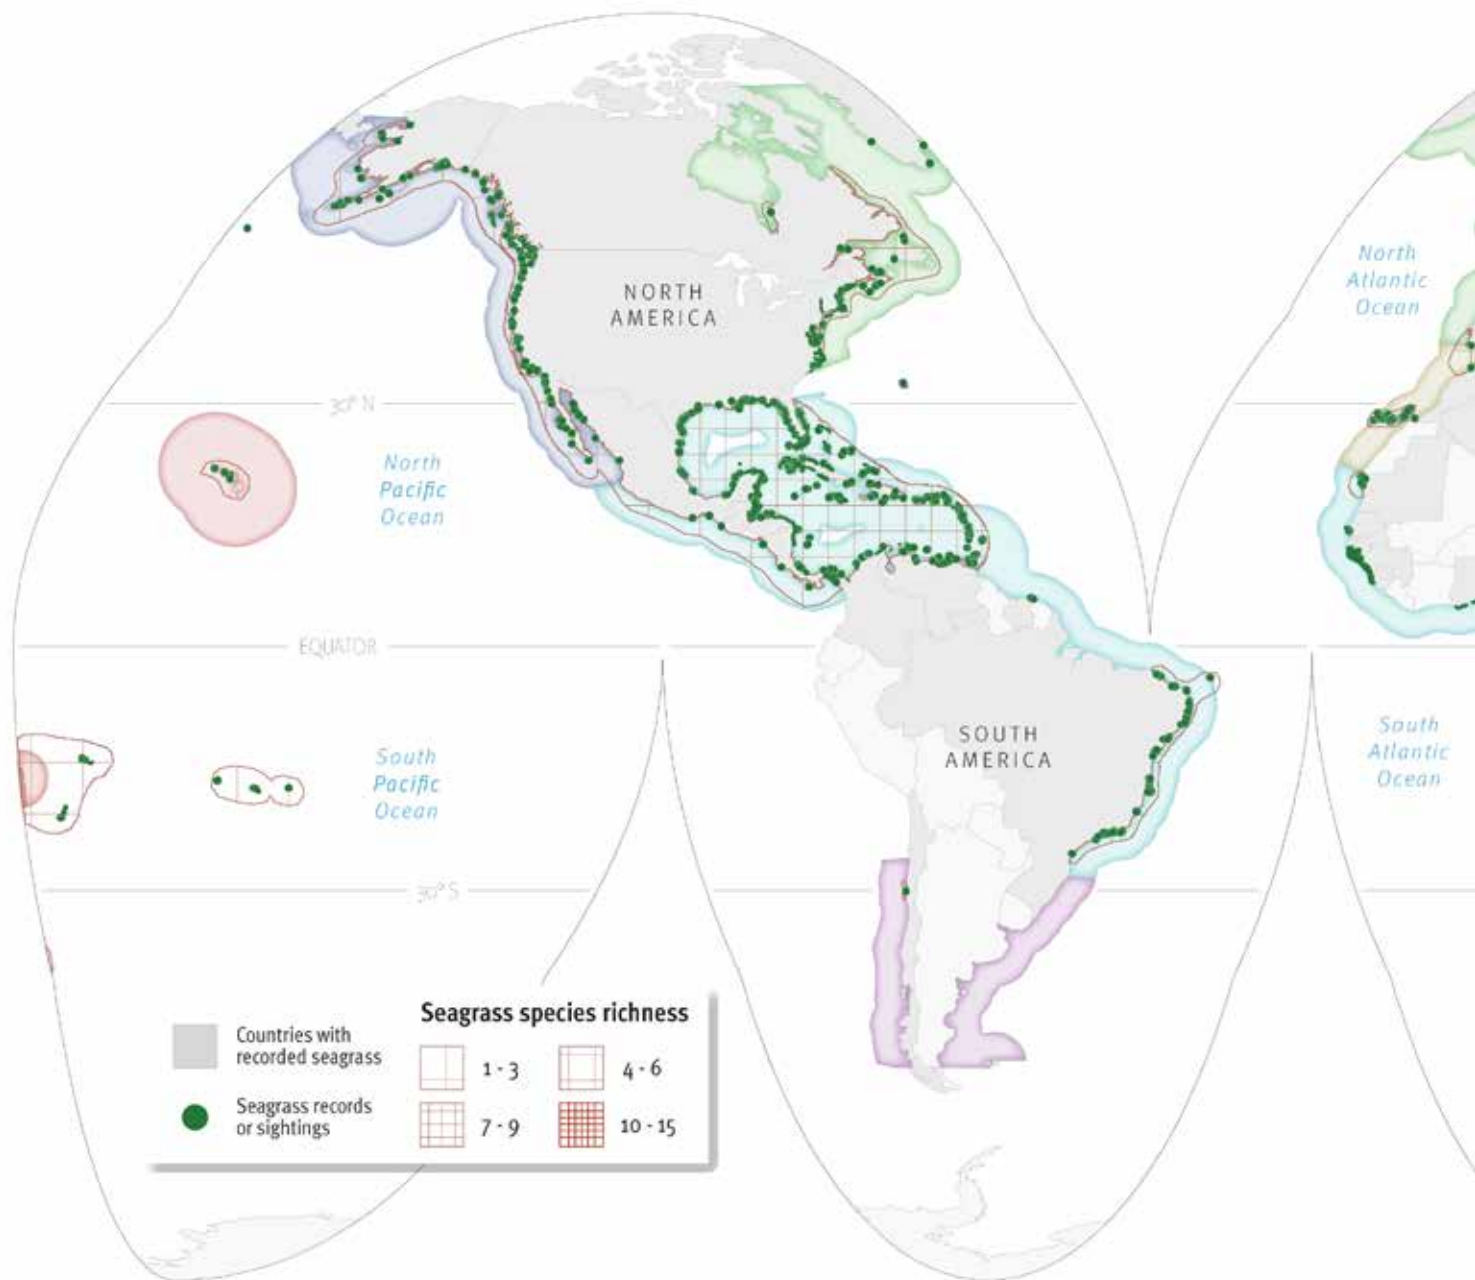 North
Atlantic
Ocean
NORTH
AMERICA
30° N
North
Pacific
Ocean
EQUATOR
South
Pacific
Ocean
SOUTH
AMERICA
South
Atlantic
Ocean
30° S
Seagrass species richness
Countries with
recorded seagrass
1 - 3
4 - 6
Seagrass records
or sightings
7 - 9
10 - 15